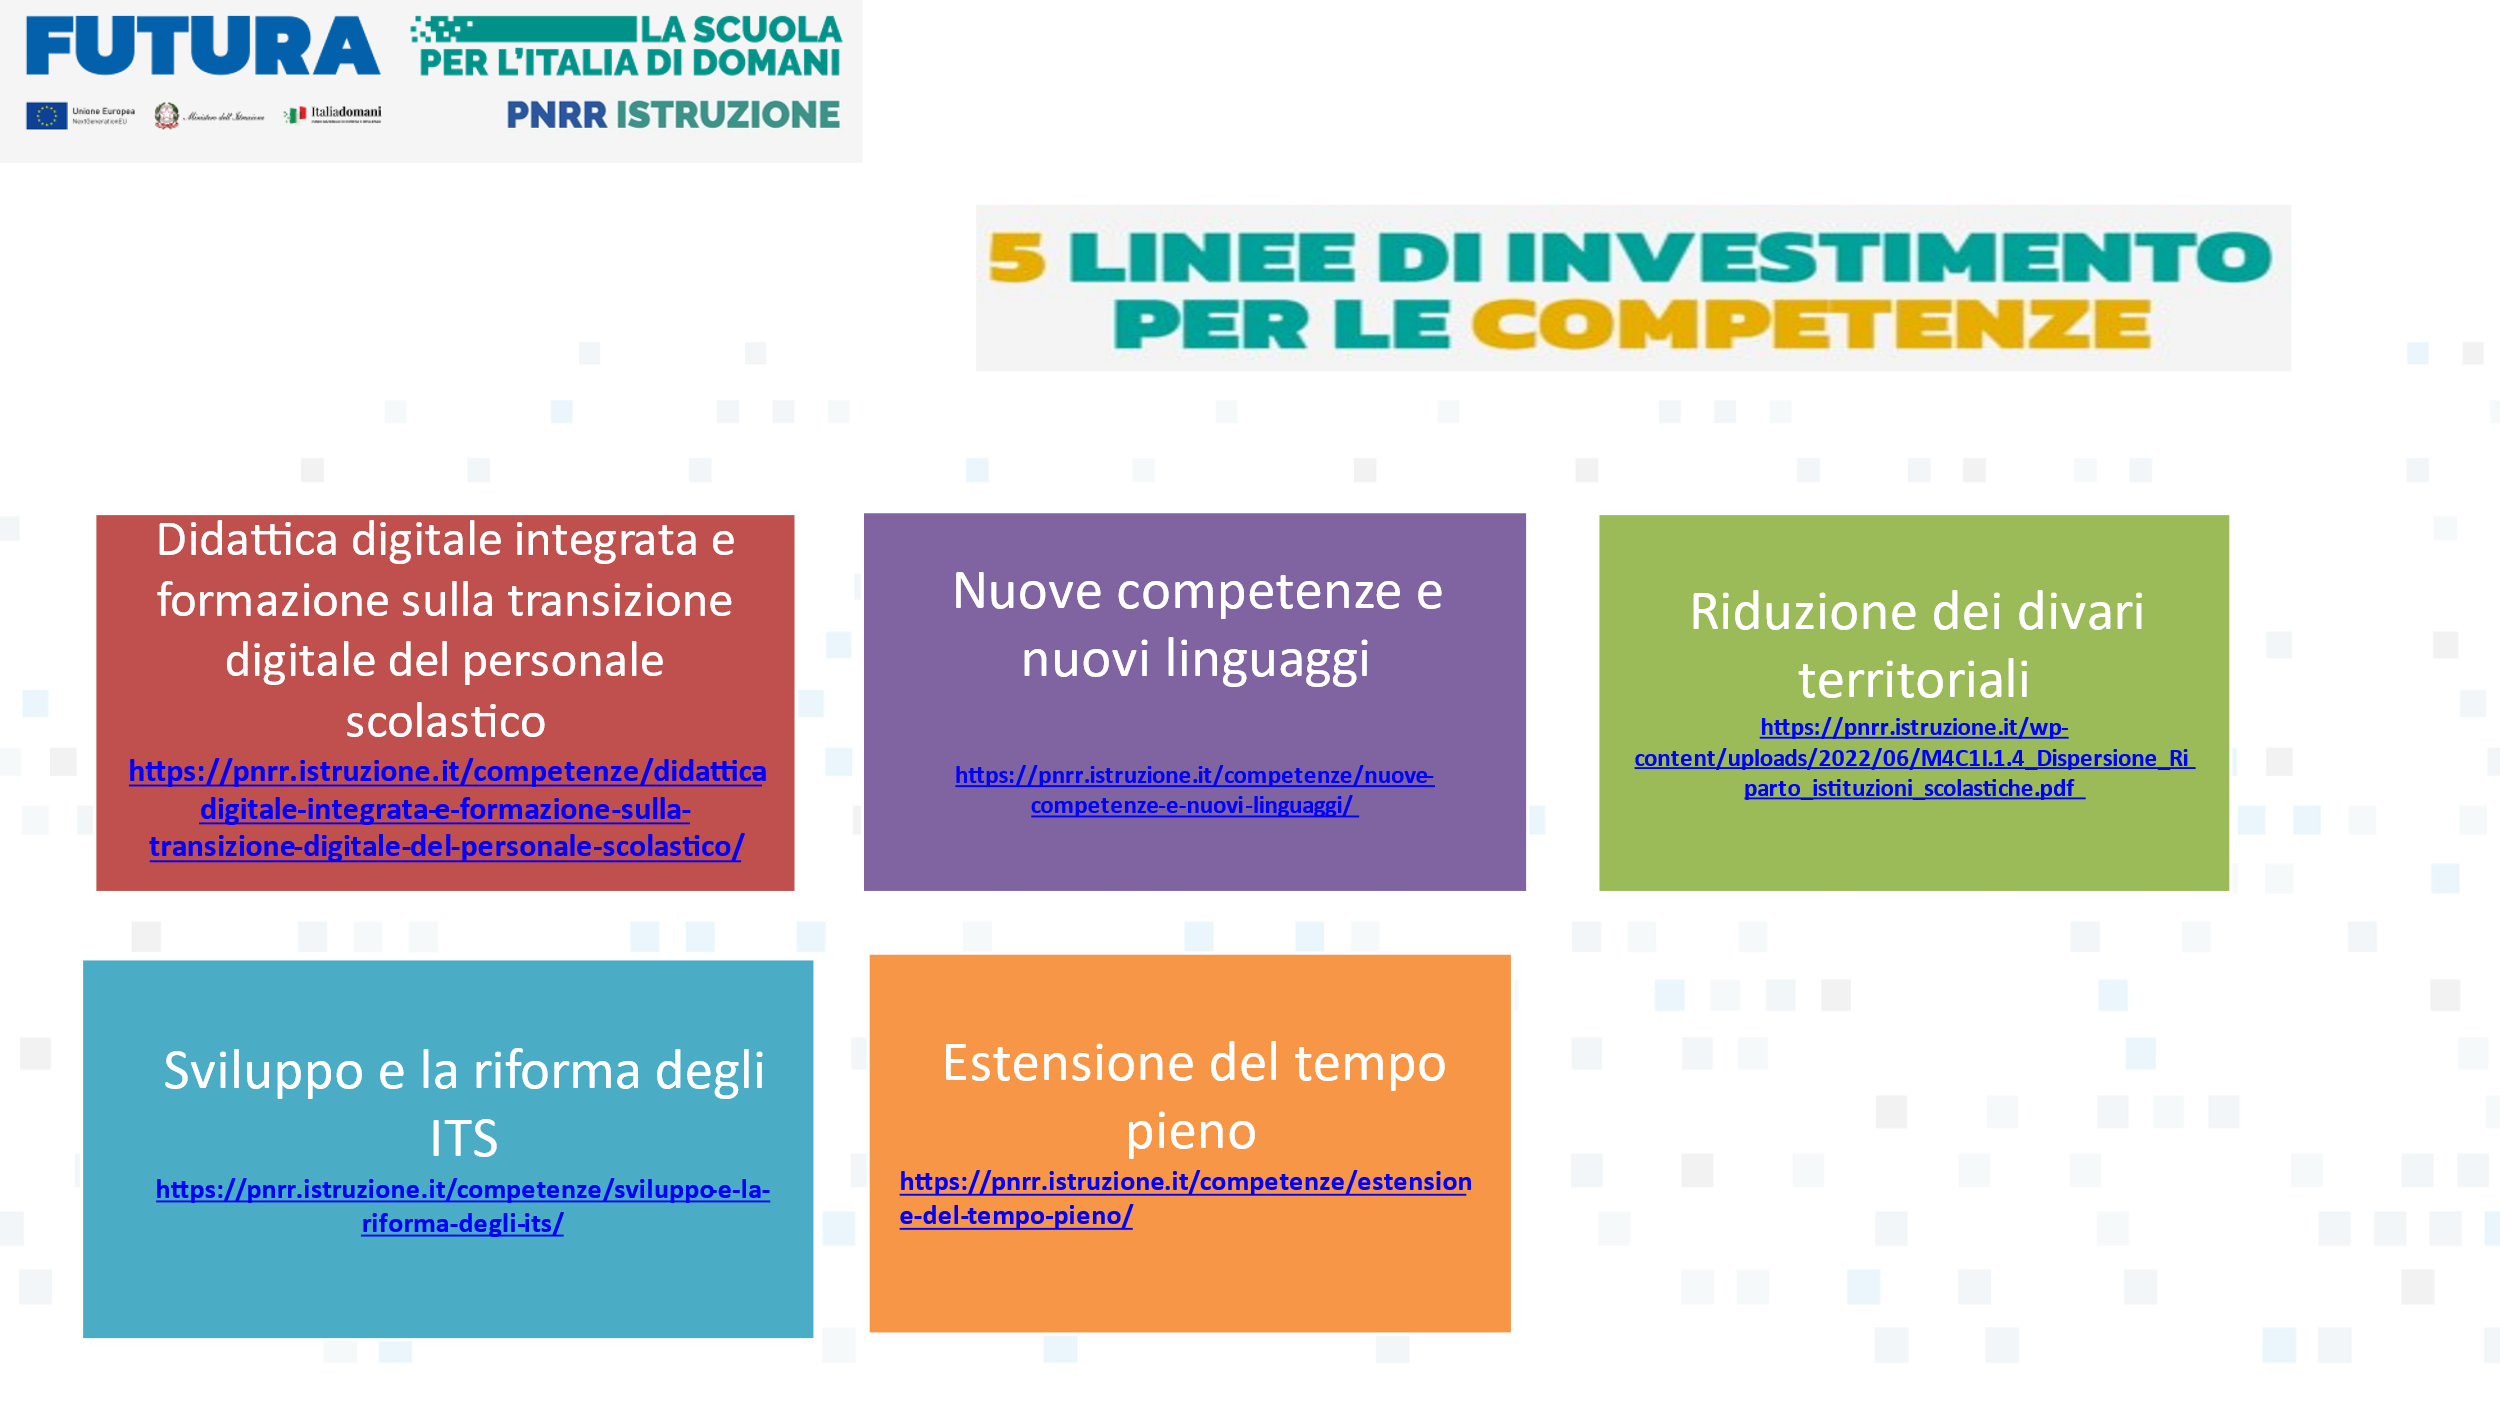 FUTURA
LA SCUOLA
PER L'ITALIA DI DOMANI
Unione Europea
NextGenerationEU
Ministero dell'Istruzione
Italiadomani
PNRR ISTRUZIONE
5 LINEE DI INVESTIMENTO
PER LE COMPETENZE
Didattica digitale integrata e
formazione sulla transizione
digitale del personale
scolastico
https://pnrr.istruzione.it/competenze/didattica-
digitale-integrata-e-formazione-sulla-
transizione-digitale-del-personale-scolastico/
Nuove competenze e
nuovi linguaggi
https://pnrr.istruzione.it/competenze/nuove-
competenze-e-nuovi-linguaggi/
Riduzione dei divari
territoriali
https://pnrr.istruzione.it/wp-
content/uploads/2022/06/M4C1I.1.4_Dispersione_Ri
parto_istituzioni_scolastiche.pdf
Sviluppo e la riforma degli
ITS
https://pnrr.istruzione.it/competenze/sviluppo-e-la-
riforma-degli-its/
Estensione del tempo
pieno
https://pnrr.istruzione.it/competenze/estension
e-del-tempo-pieno/